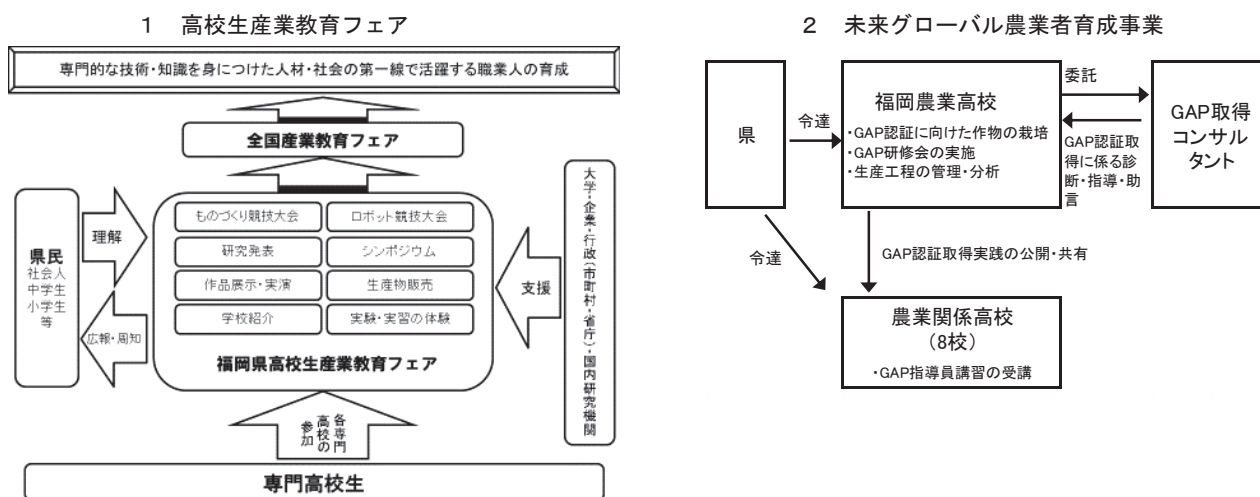 1 高校生産業教育フェア
専門的な技術・知識を身につけた人材・社会の第一線で活躍する職業人の育成
全国産業教育フェア
ものづくり競技大会
ロボット競技大会
研究発表
シンポジウム
作品展示・実演
生産物販売
学校紹介
実験・実習の体験
福岡県高校生産業教育フェア
県民
社会人
中学生
小学生
等
理解
広報・周知
支援
大学・企業・行政(市町村・省庁)・国内研究機関
各専門
高校の
参加
専門高校生
2 未来グローバル農業者育成事業
県
令達
福岡農業高校
・GAP認証に向けた作物の栽培
・GAP研修会の実施
・生産工程の管理・分析
委託
GAP認証取
得に係る診
断・指導・助
言
GAP取得
コンサル
タント
令達
GAP認証取得実践の公開・共有
農業関係高校
(8校)
・GAP指導員講習の受講